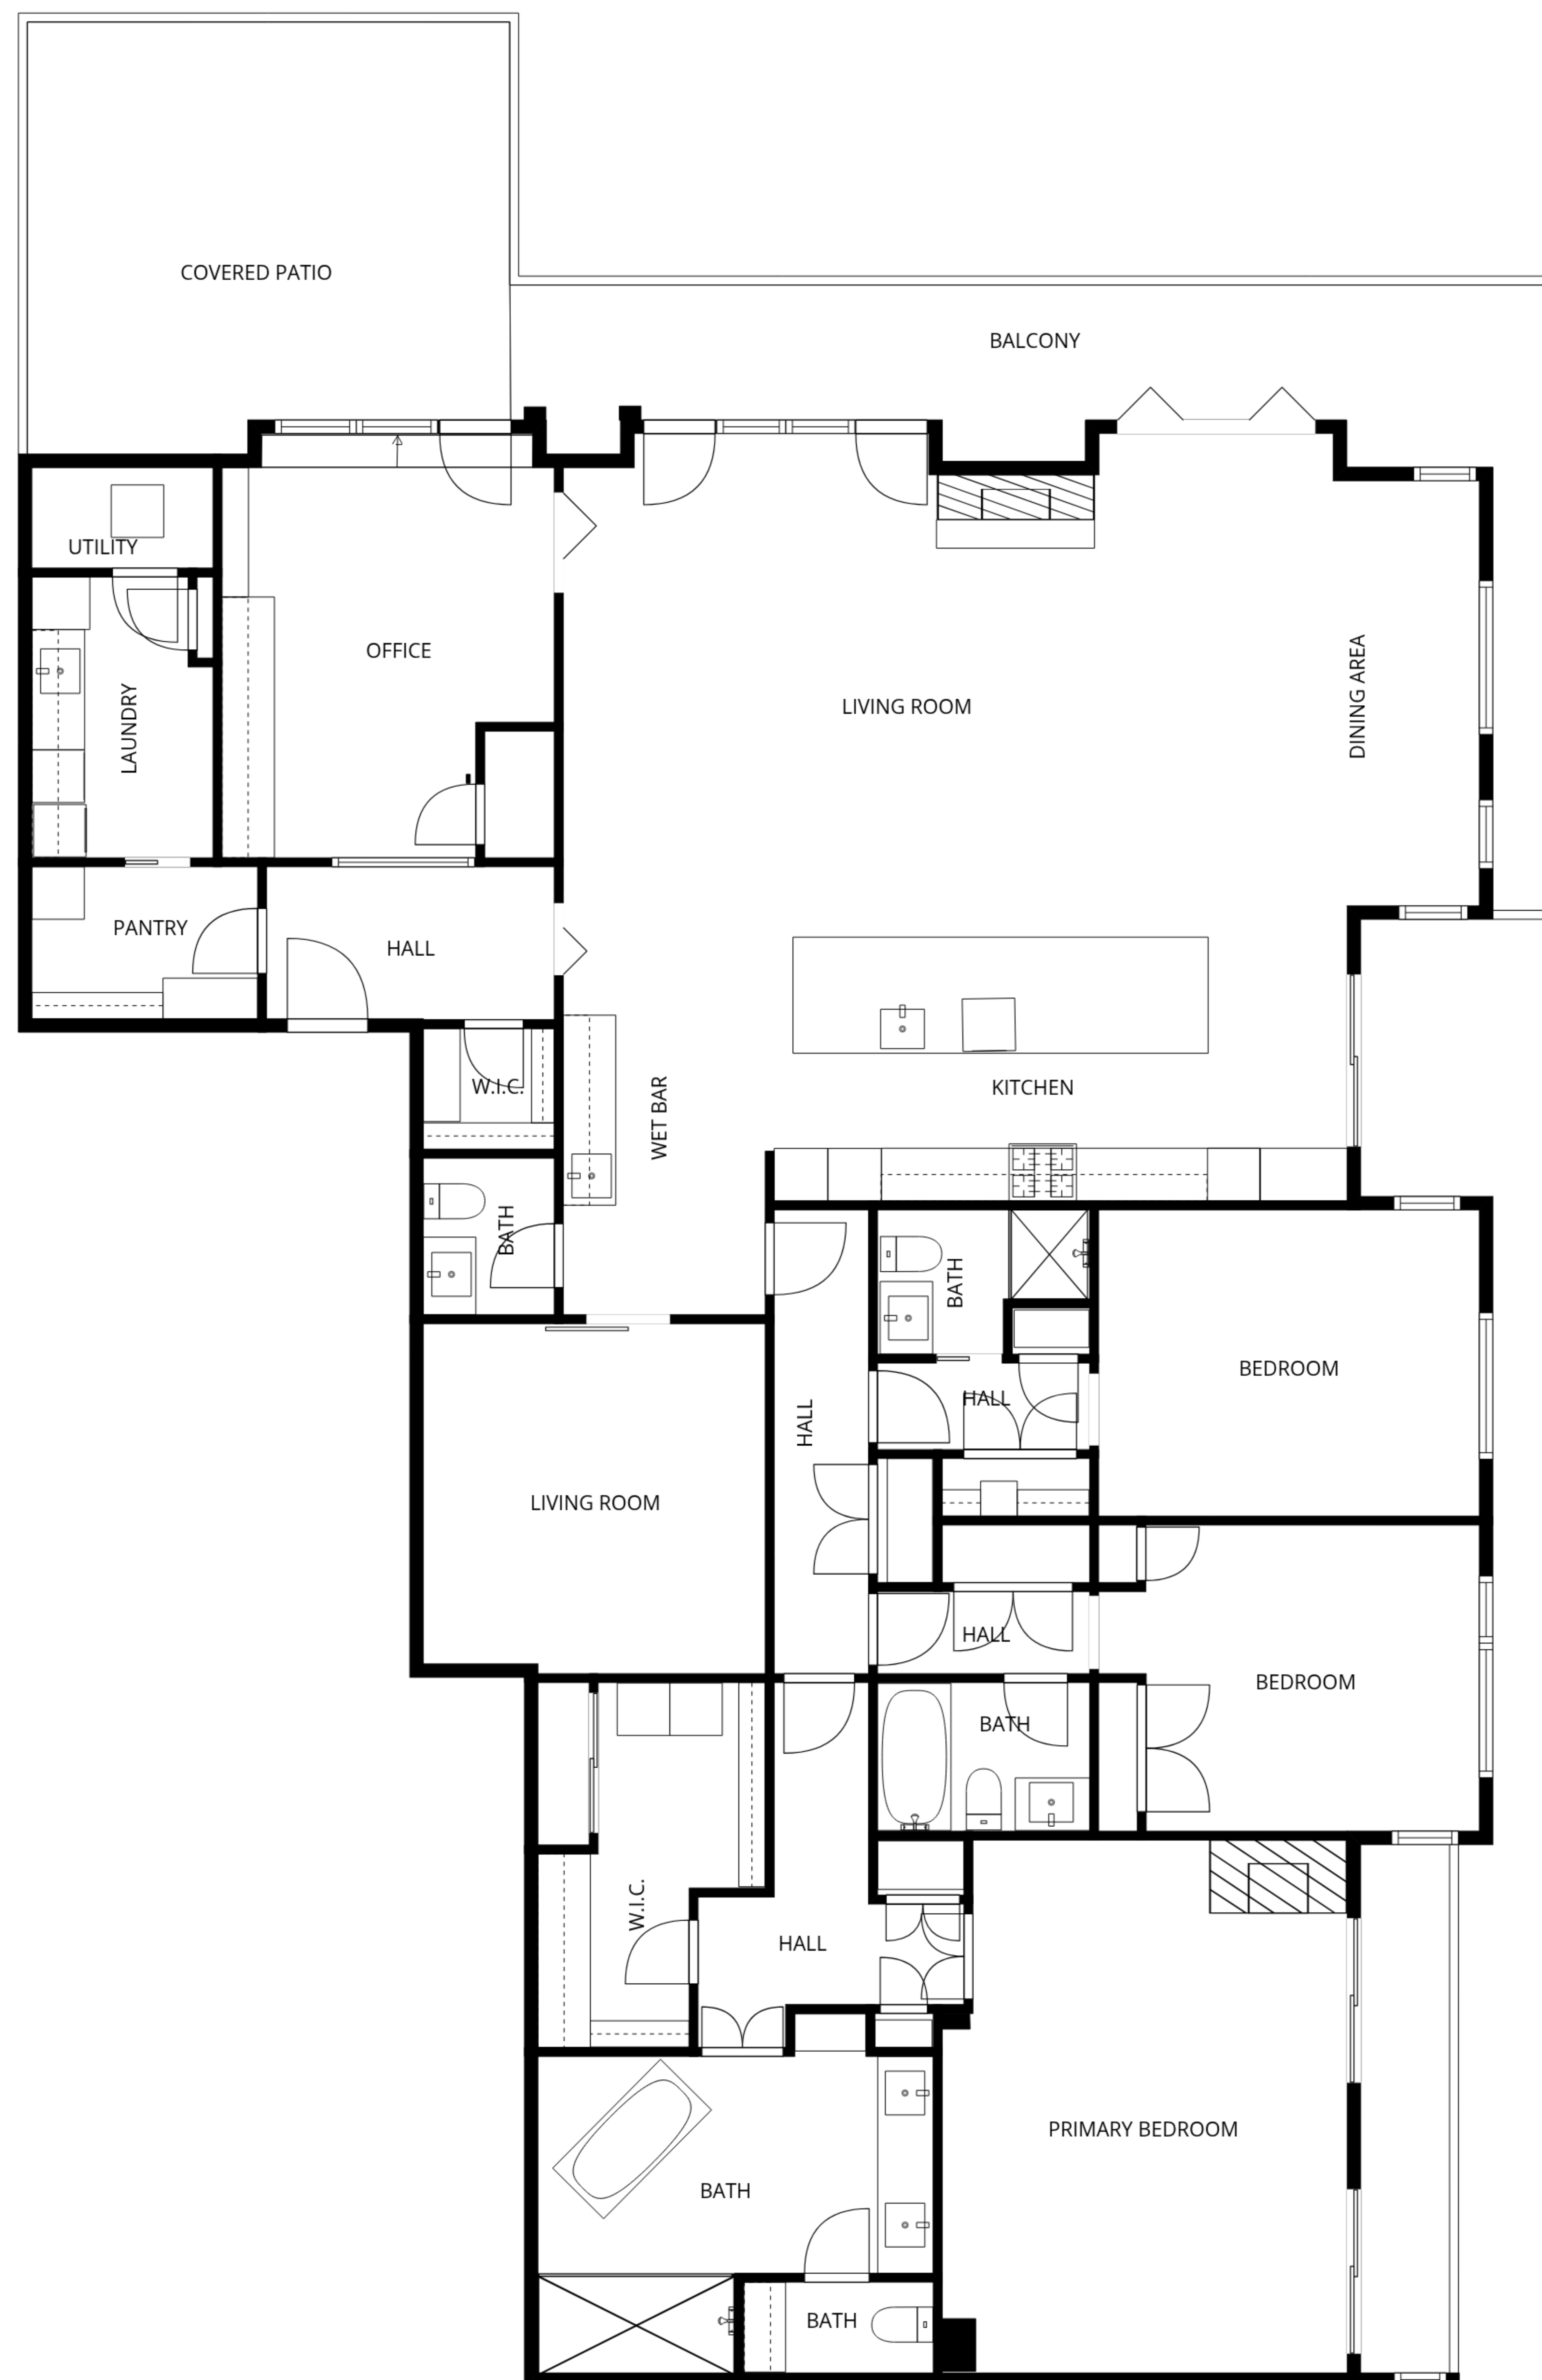 COVERED PATIO
BALCONY
UTILITY
OFFICE
LAUNDRY
LIVING ROOM
DINING AREA
PANTRY
HALL
W.I.C.
WET BAR
KITCHEN
BATH
BATH
BEDROOM
HALL
HALL
LIVING ROOM
HALL
BEDROOM
BATH
W.I.C.
HALL
PRIMARY BEDROOM
BATH
BATH